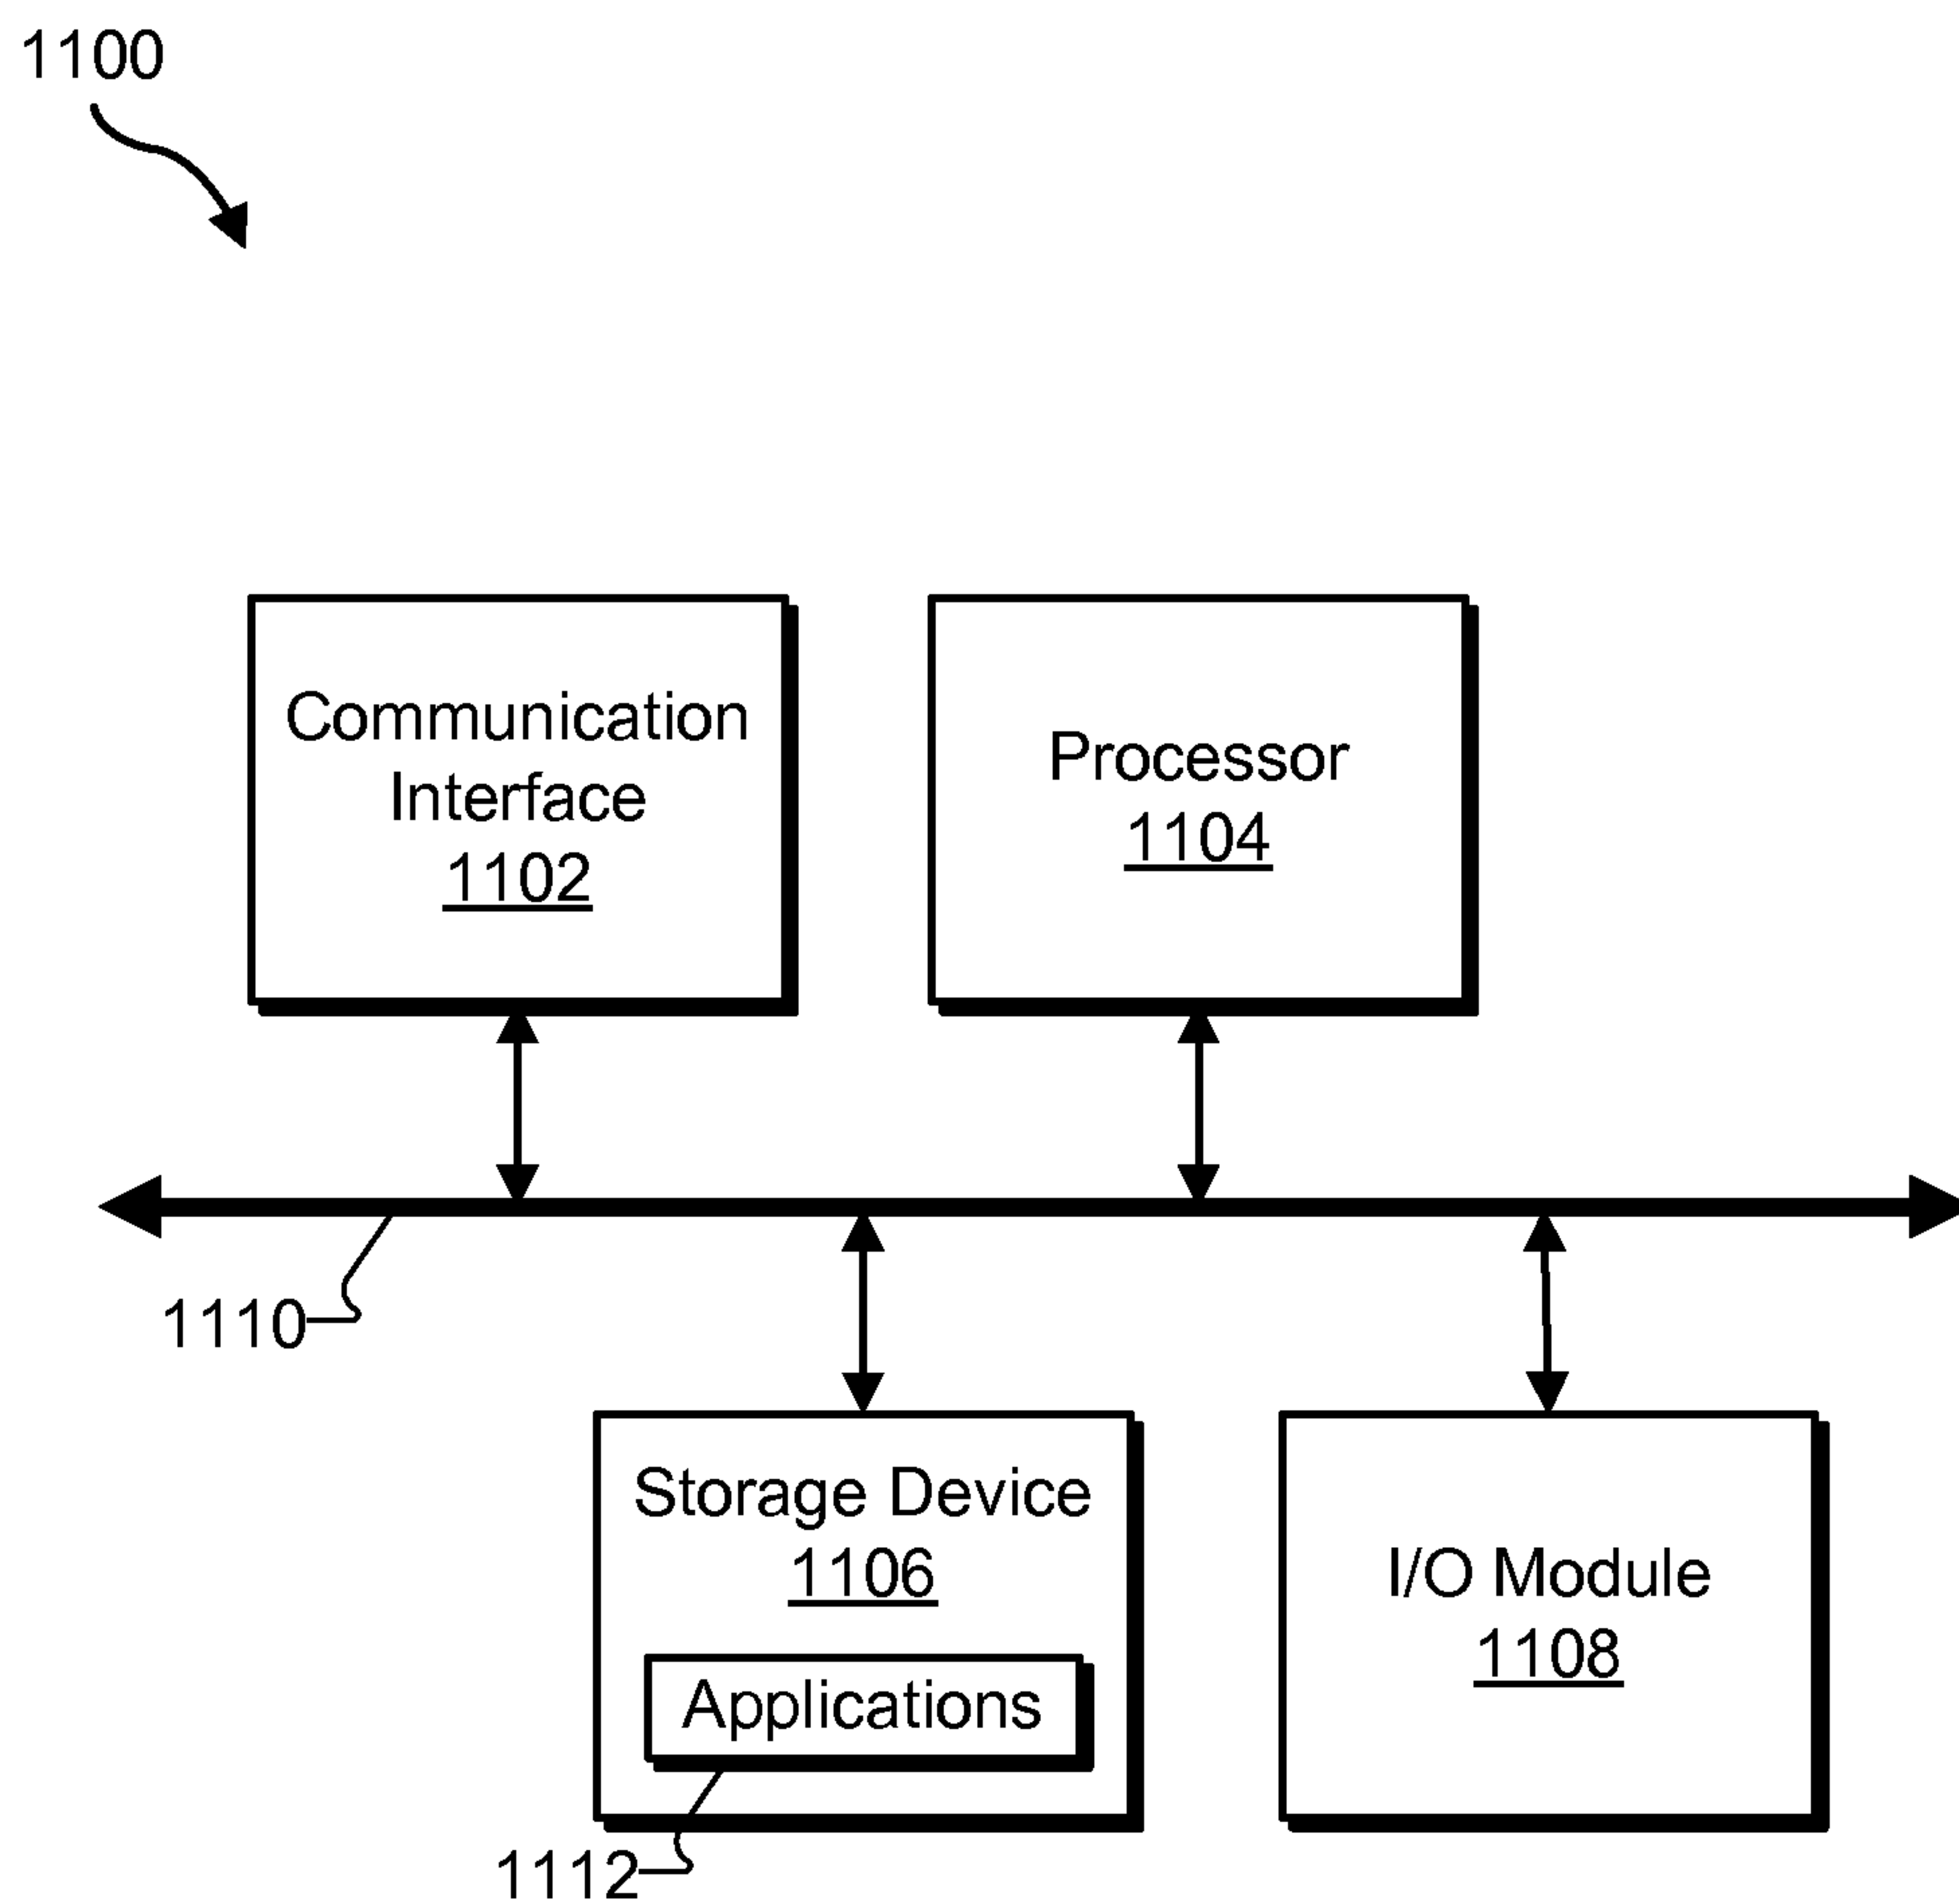 1100
Communication
Interface
1102
Processor
1104
1110
Storage Device
1106
Applications
1112
I/O Module
1108